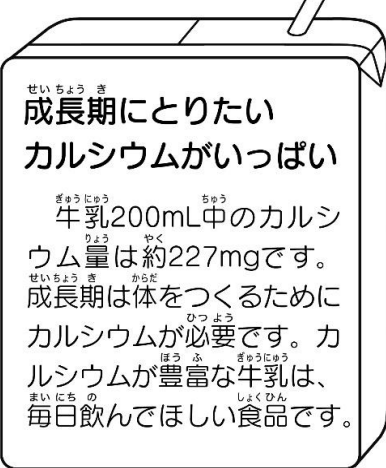 成長期にとりたい
カルシウムがいっぱい
牛乳200mL中のカルシ
ウム量は約227mgです。
成長期は体をつくるために
カルシウムが必要です。カ
ルシウムが豊富な牛乳は、
毎日飲んでほしい食品です。